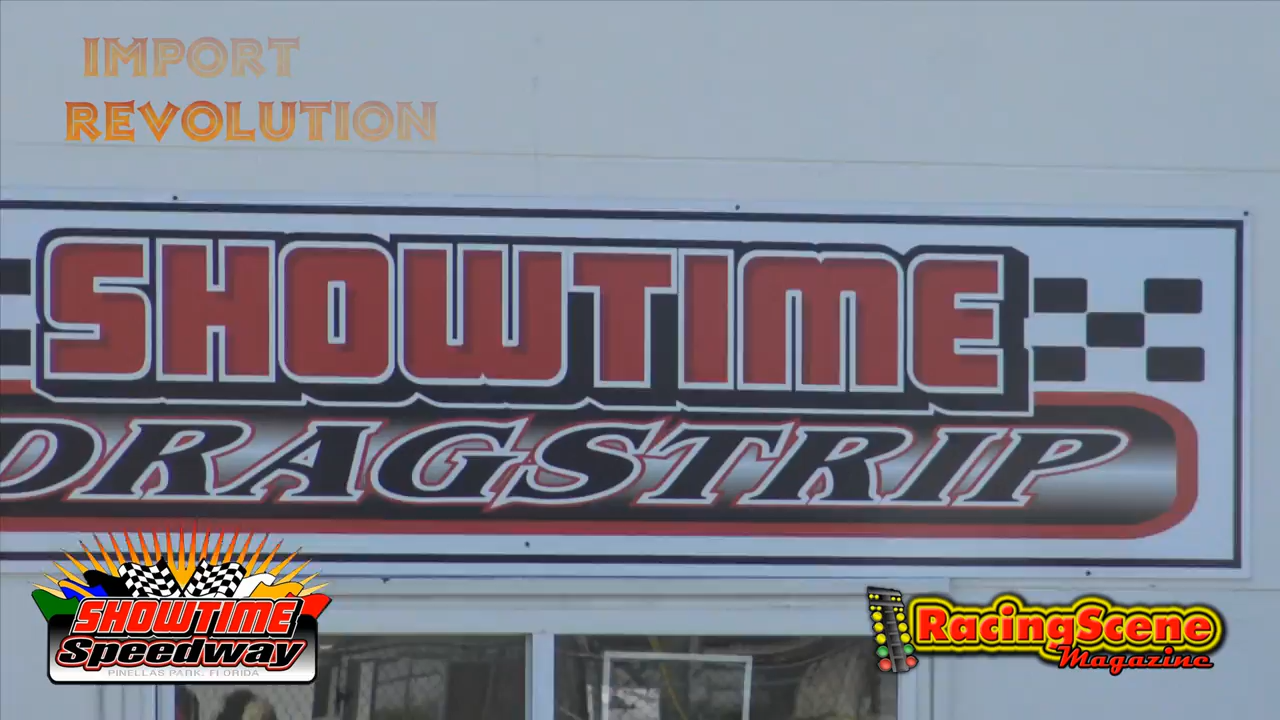 IMPORT
REVOLUTION
SHOWTIME
DRAGSTRIP
SHOWTIME
Speedway
PINELLAS PARK, FLORIDA
RacingScene
Magazine